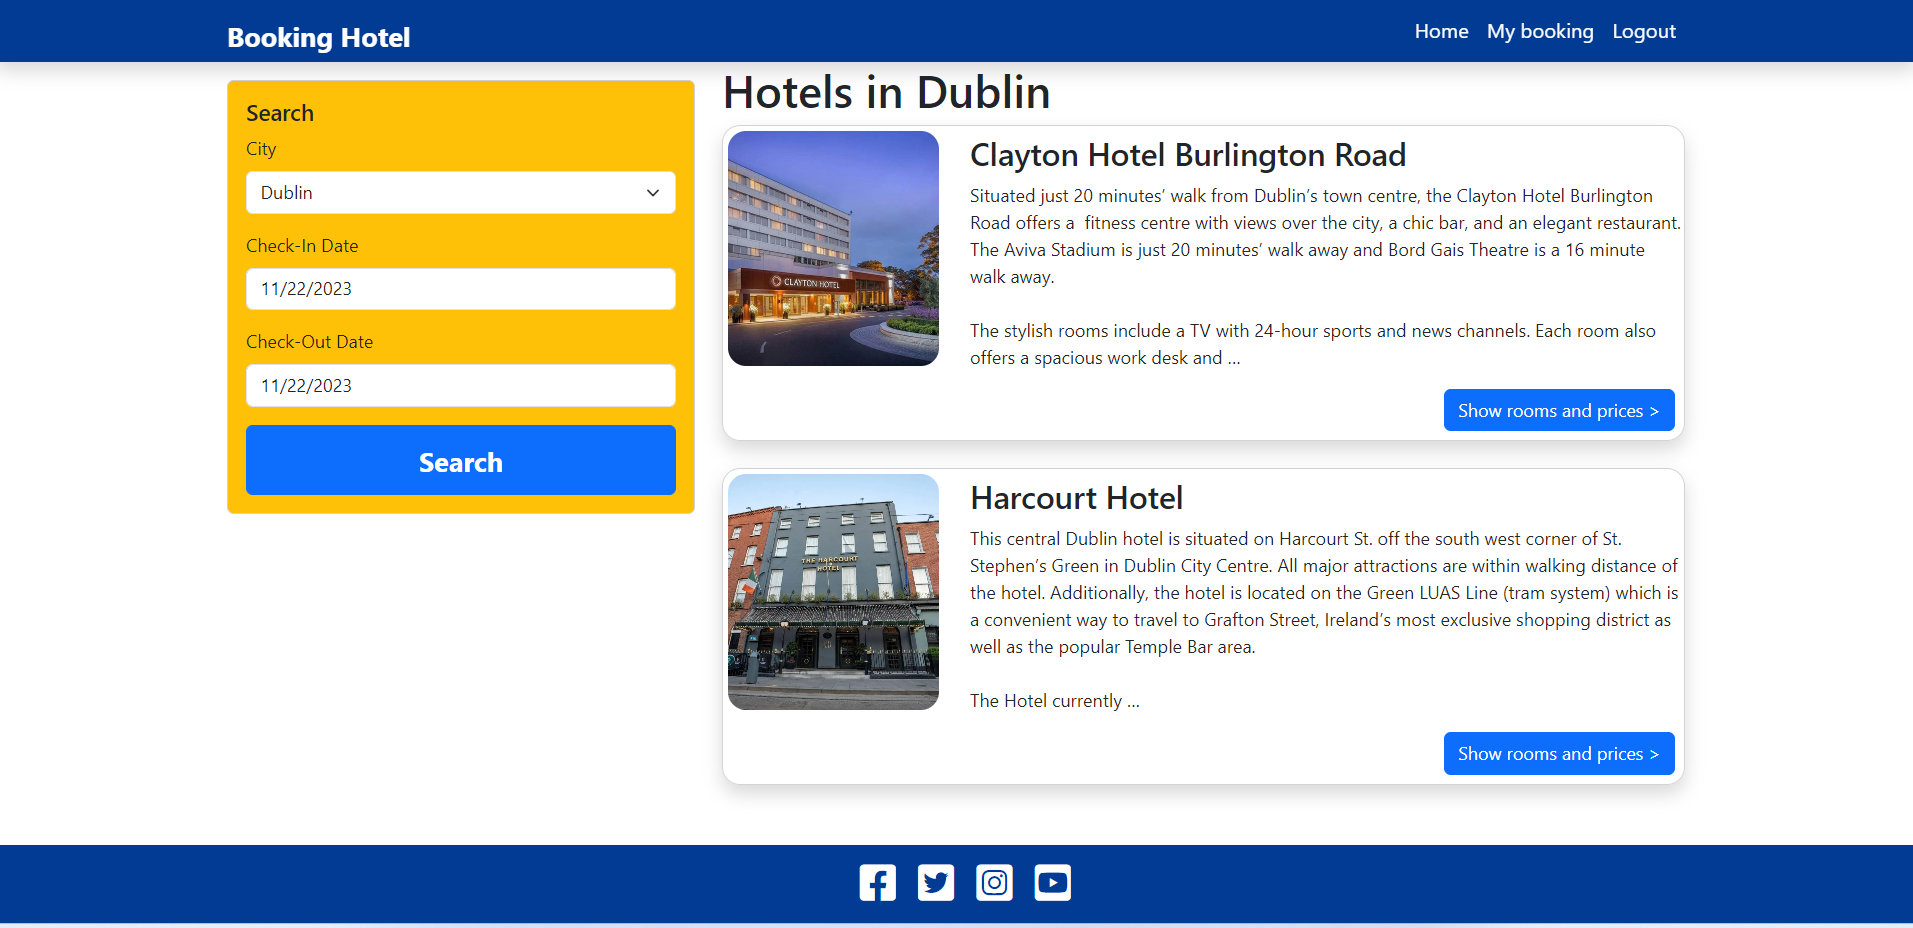 Booking Hotel
Home
My booking
Logout
Search
City
Dublin
Check-In Date
11/22/2023
Check-Out Date
11/22/2023
Search
Hotels in Dublin
CLAYTON HOTEL
Clayton Hotel Burlington Road
Situated just 20 minutes’ walk from Dublin’s town centre, the Clayton Hotel Burlington
Road offers a  fitness centre with views over the city, a chic bar, and an elegant restaurant.
The Aviva Stadium is just 20 minutes’ walk away and Bord Gais Theatre is a 16 minute
walk away.
The stylish rooms include a TV with 24-hour sports and news channels. Each room also
offers a spacious work desk and ...
Show rooms and prices >
THE HARCOURT
HOTEL
Harcourt Hotel
This central Dublin hotel is situated on Harcourt St. off the south west corner of St.
Stephen’s Green in Dublin City Centre. All major attractions are within walking distance of
the hotel. Additionally, the hotel is located on the Green LUAS Line (tram system) which is
a convenient way to travel to Grafton Street, Ireland’s most exclusive shopping district as
well as the popular Temple Bar area.
The Hotel currently ...
Show rooms and prices >